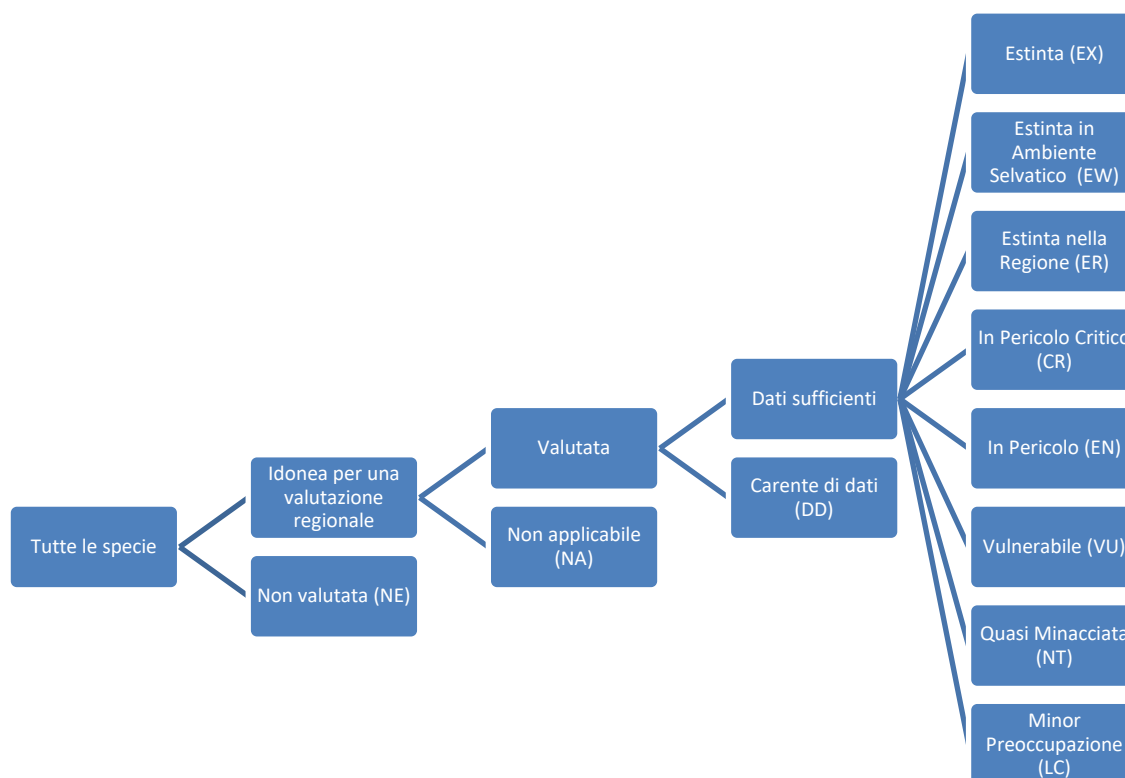 Tutte le specie
Idonea per una
valutazione
regionale
Non valutata (NE)
Valutata
Non applicabile
(NA)
Dati sufficienti
Carente di dati
(DD)
Estinta (EX)
Estinta in
Ambiente
Selvatico (EW)
Estinta nella
Regione (ER)
In Pericolo Critico
(CR)
In Pericolo (EN)
Vulnerabile (VU)
Quasi Minacciata
(NT)
Minor
Preoccupazione
(LC)